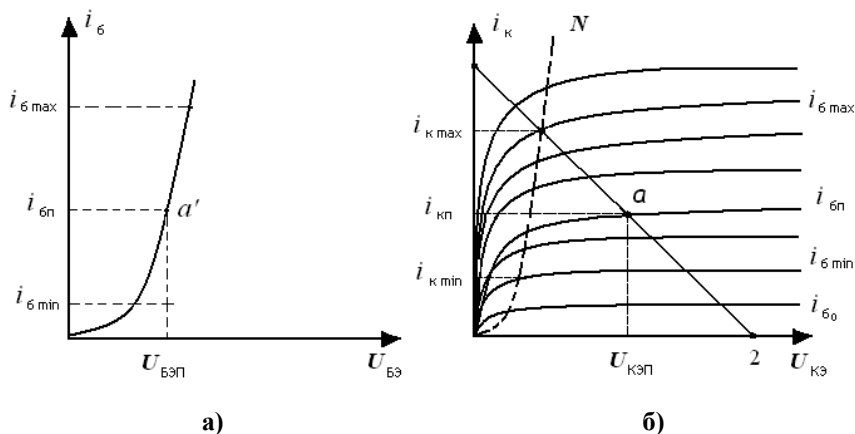 i б
i б max
i бп
a'
i б min
U БЭП
U БЭ
а)
i к
N
i к max
i кп
i к min
a
i б max
i бп
i б min
i б₀
U КЭП
2
U КЭ
б)